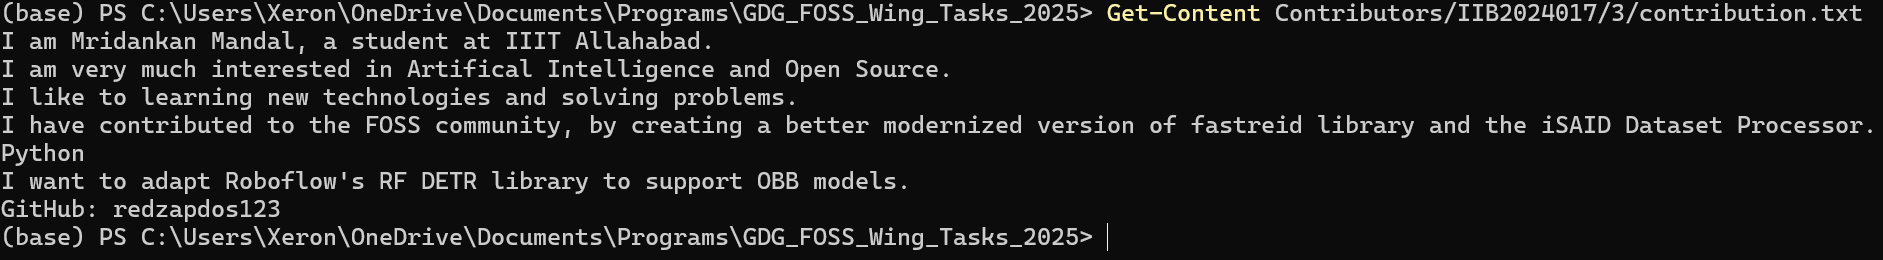 (base) PS C:\Users\Xeron\OneDrive\Documents\Programs\GDG_FOSS_Wing_Tasks_2025> Get-Content Contributors/IIB2024017/3/contribution.txt
I am Mridankan Mandal, a student at IIIT Allahabad.
I am very much interested in Artifical Intelligence and Open Source.
I like to learning new technologies and solving problems.
I have contributed to the FOSS community, by creating a better modernized version of fastreid library and the iSAID Dataset Processor.
Python
I want to adapt Roboflow's RF DETR library to support OBB models.
GitHub: redzapdos123
(base) PS C:\Users\Xeron\OneDrive\Documents\Programs\GDG_FOSS_Wing_Tasks_2025>